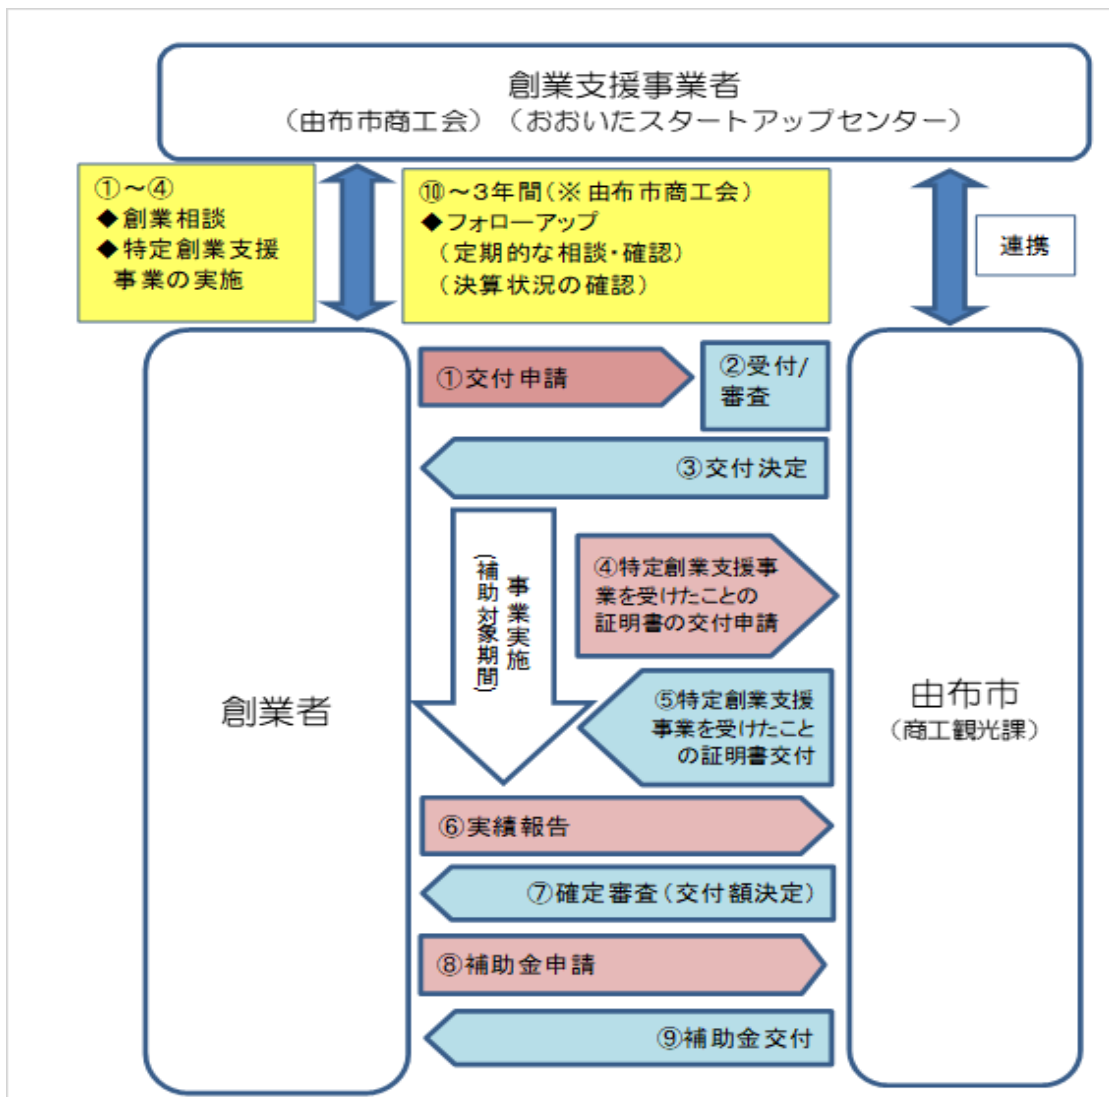 創業支援事業者
（由布市商工会）（おおいたスタートアップセンター）
①～④
◆創業相談
◆特定創業支援
事業の実施
⑩～３年間（※由布市商工会）
◆フォローアップ
（定期的な相談・確認）
（決算状況の確認）
連携
①交付申請
②受付/
審査
③交付決定
事業実施
（補助対象期間）
④特定創業支援事
業を受けたことの
証明書の交付申請
⑤特定創業支援
事業を受けたこと
の証明書交付
創業者
由布市
（商工観光課）
⑥実績報告
⑦確定審査（交付額決定）
⑧補助金申請
⑨補助金交付